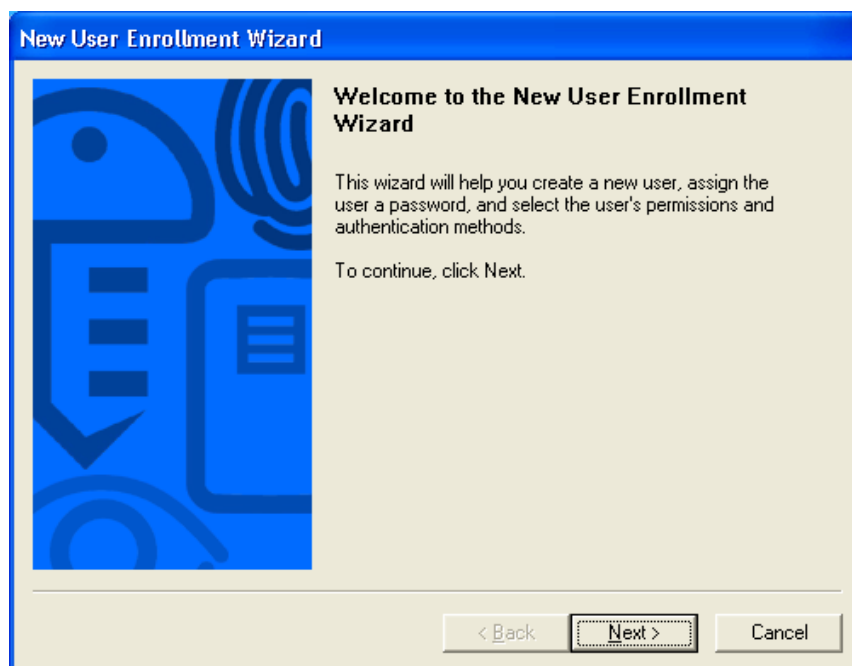 New User Enrollment Wizard
Welcome to the New User Enrollment
Wizard
This wizard will help you create a new user, assign the
user a password, and select the user's permissions and
authentication methods.
To continue, click Next.
< Back
Next >
Cancel